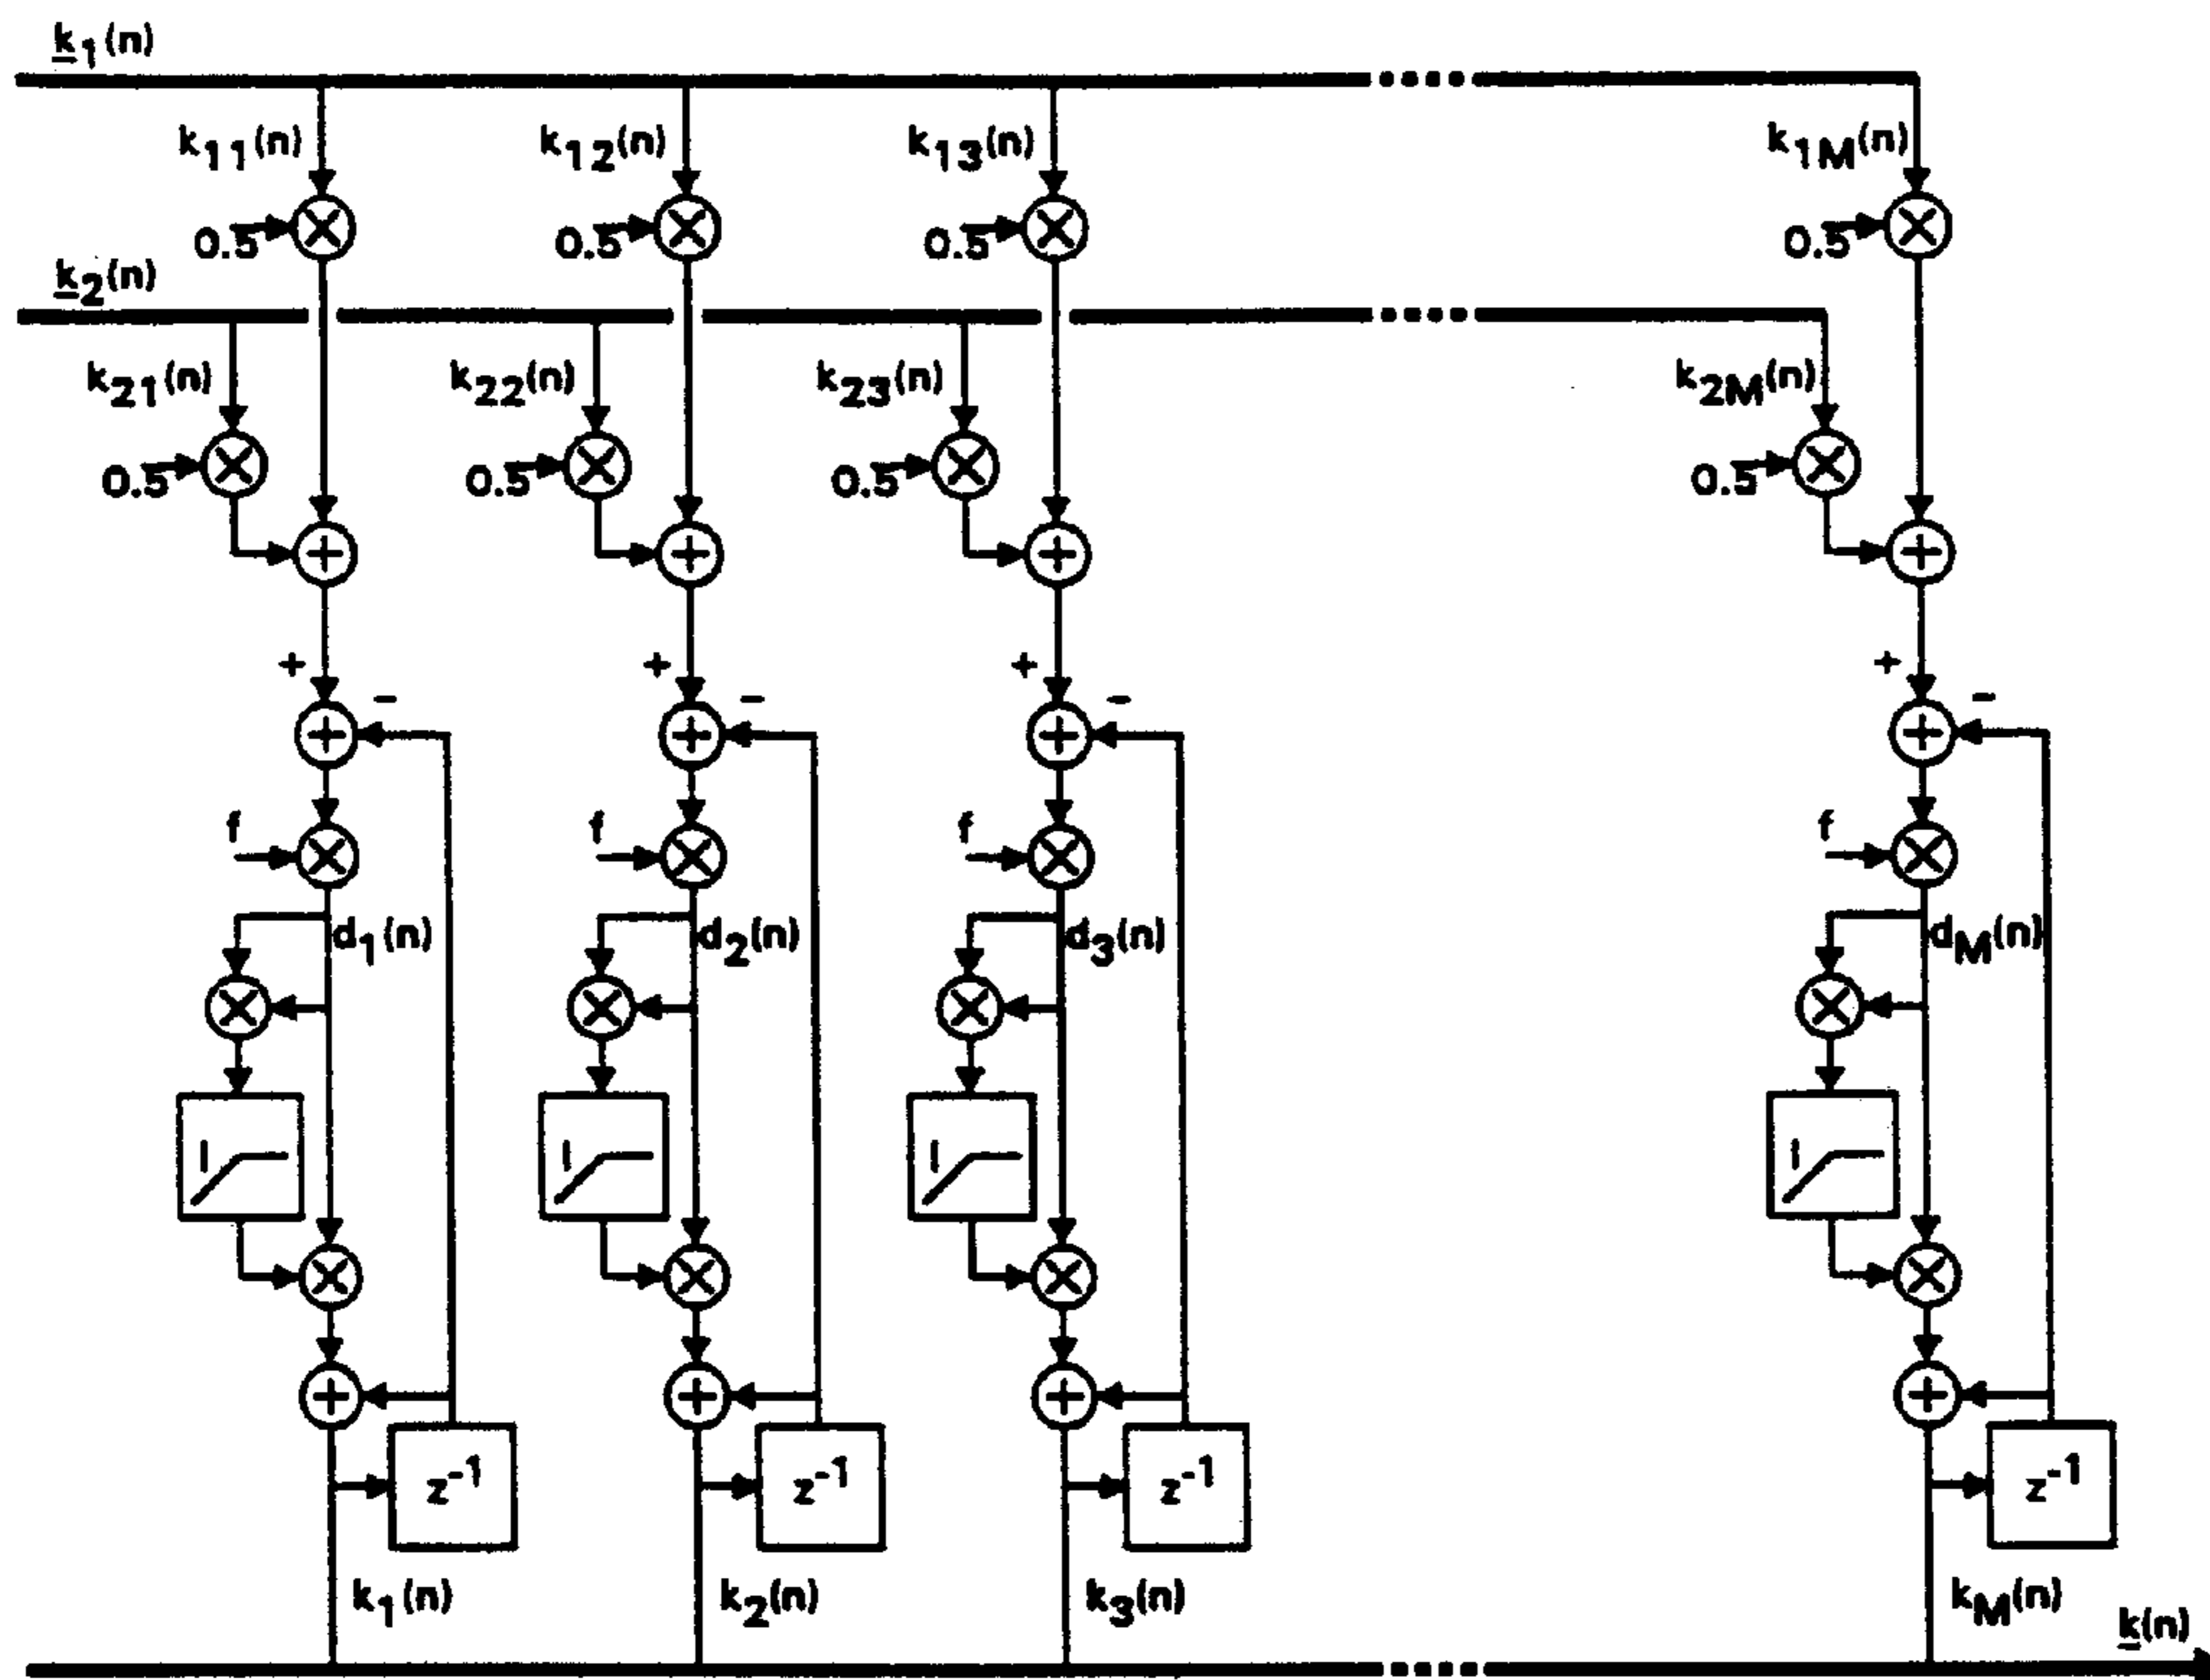 k₁(n)
k₁₁(n) k₁₂(n) k₁₃(n) k₁M(n)
0.5 0.5 0.5 0.5
k₂(n)
k₂₁(n) k₂₂(n) k₂₃(n) k₂M(n)
0.5 0.5 0.5 0.5
+ + + +
- - - -
f f f f
d₁(n) d₂(n) d₃(n) dM(n)
z⁻¹ z⁻¹ z⁻¹ z⁻¹
k₁(n) k₂(n) k₃(n) kM(n)
k(n)